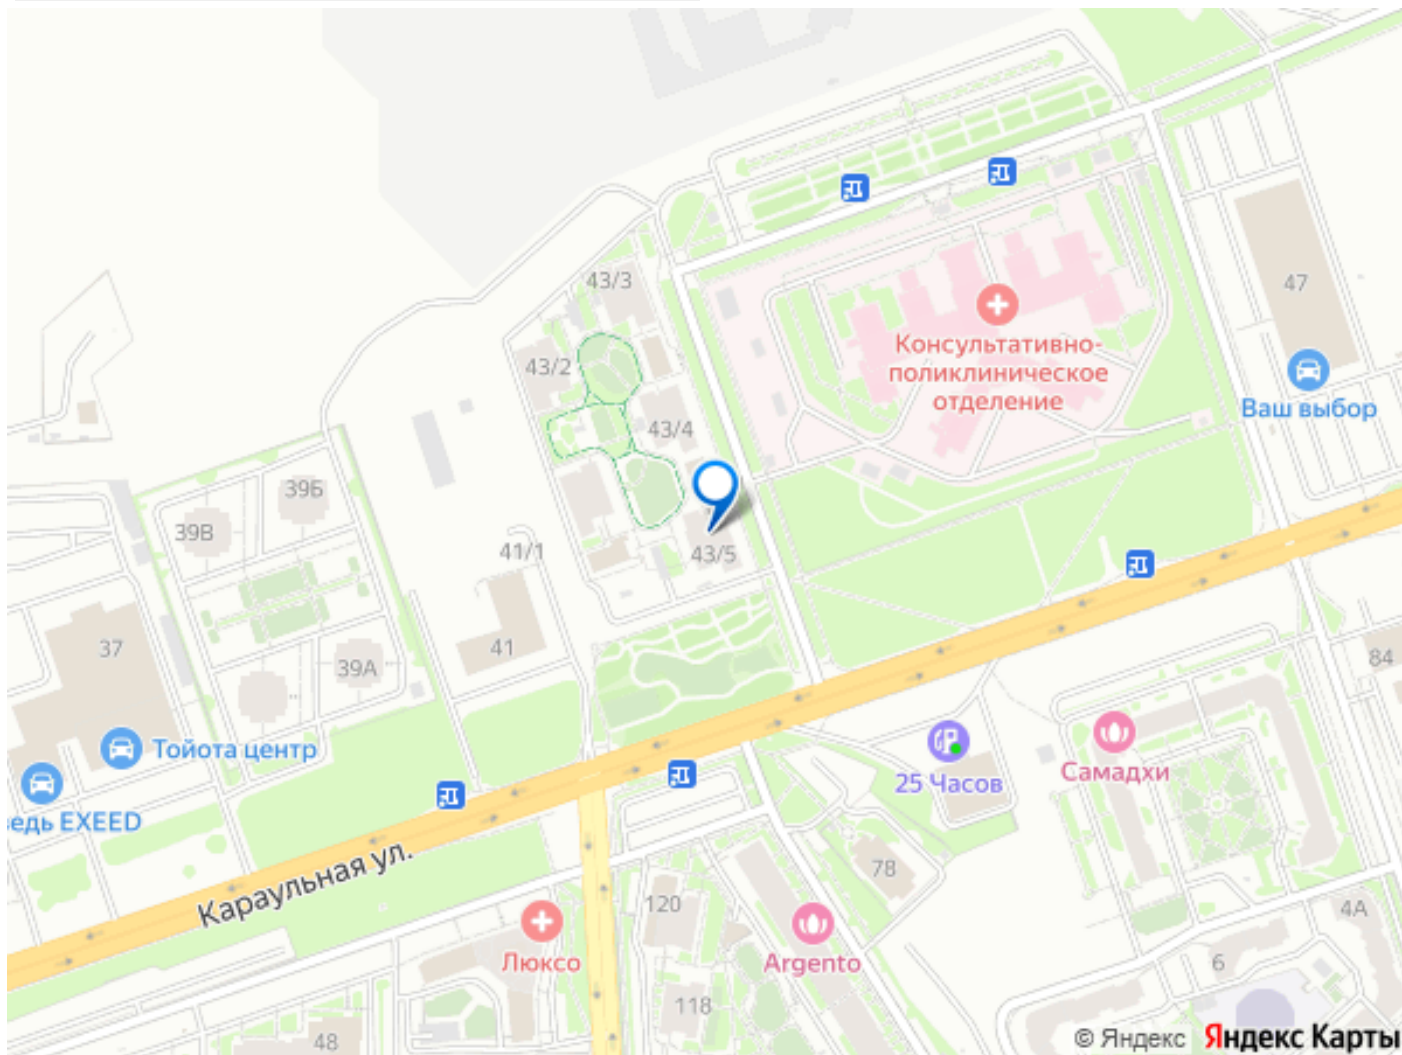 43/3
47
Консультативно-
поликлиническое
отделение
43/2
Ваш выбор
43/4
39Б
39В
41/1
43/5
37
41
39А
84
Тойота центр
Самадхи
25 Часов
ведь EXEED
Караульная ул.
78
120
4А
Люксо
Argento
6
118
48
© Яндекс Яндекс Карты